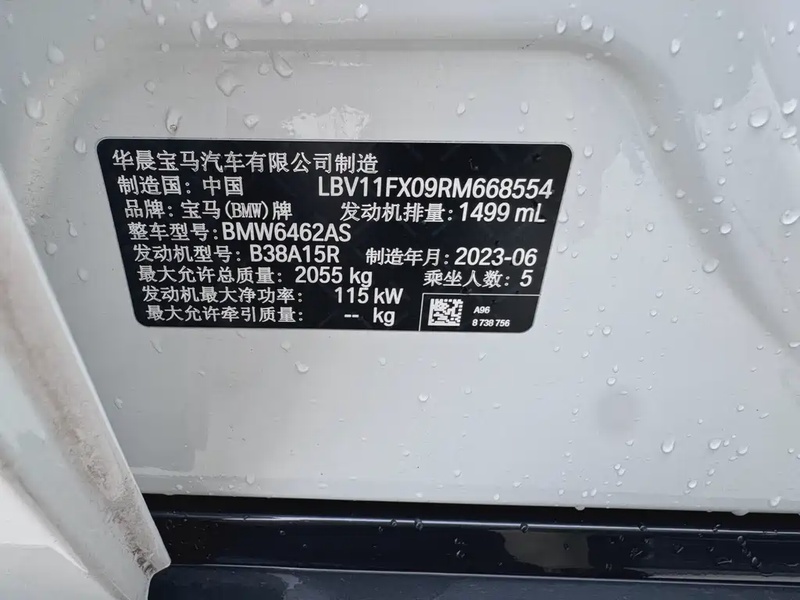 华晨宝马汽车有限公司制造
制造国：中国 LBV11FX09RM668554
品牌：宝马(BMW)牌 发动机排量：1499 mL
整车型号:BMW6462AS
发动机型号：B38A15R 制造年月：2023-06
最大允许总质量：2055 kg 乘坐人数：5
发动机最大净功率： 115 kW
最大允许牵引质量： -- kg
A96
8 738 756